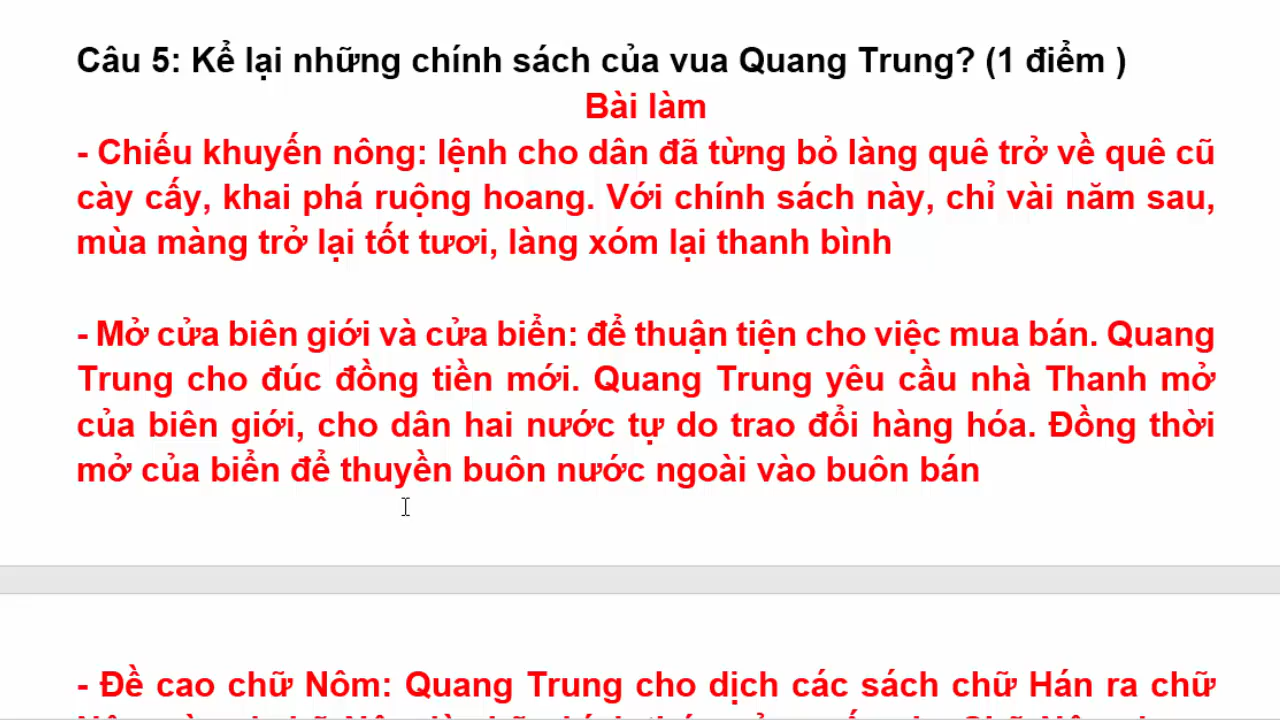 Câu 5: Kể lại những chính sách của vua Quang Trung? (1 điểm )
Bài làm
- Chiếu khuyến nông: lệnh cho dân đã từng bỏ làng quê trở về quê cũ
cày cấy, khai phá ruộng hoang. Với chính sách này, chỉ vài năm sau,
mùa màng trở lại tốt tươi, làng xóm lại thanh bình
- Mở cửa biên giới và cửa biển: để thuận tiện cho việc mua bán. Quang
Trung cho đúc đồng tiền mới. Quang Trung yêu cầu nhà Thanh mở
của biên giới, cho dân hai nước tự do trao đổi hàng hóa. Đồng thời
mở của biển để thuyền buôn nước ngoài vào buôn bán
- Đề cao chữ Nôm: Quang Trung cho dịch các sách chữ Hán ra chữ